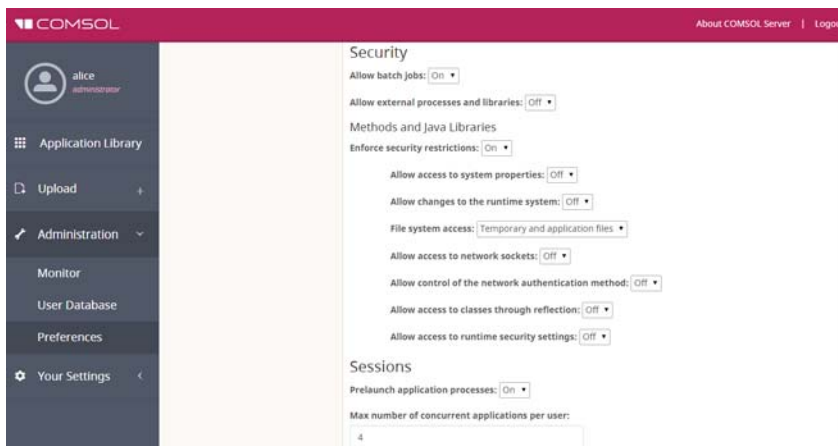 COMSOL
About COMSOL Server | Logou
alice
administrator
Application Library
Upload +
Administration
Monitor
User Database
Preferences
Your Settings
Security
Allow batch jobs: On
Allow external processes and libraries: Off
Methods and Java Libraries
Enforce security restrictions: On
Allow access to system properties: Off
Allow changes to the runtime system: Off
File system access: Temporary and application files
Allow access to network sockets: Off
Allow control of the network authentication method: Off
Allow access to classes through reflection: Off
Allow access to runtime security settings: Off
Sessions
Prelaunch application processes: On
Max number of concurrent applications per user:
4